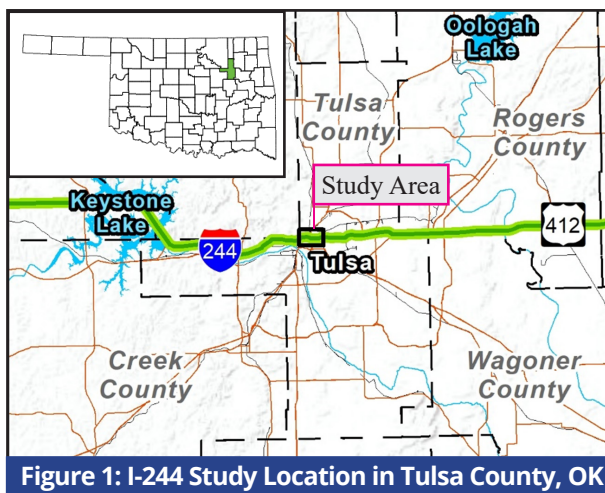 Oologah
Lake
Tulsa
County
Rogers
County
Study Area
Keystone
Lake
244
412
Tulsa
Creek
County
Wagoner
County
Figure 1: I-244 Study Location in Tulsa County, OK